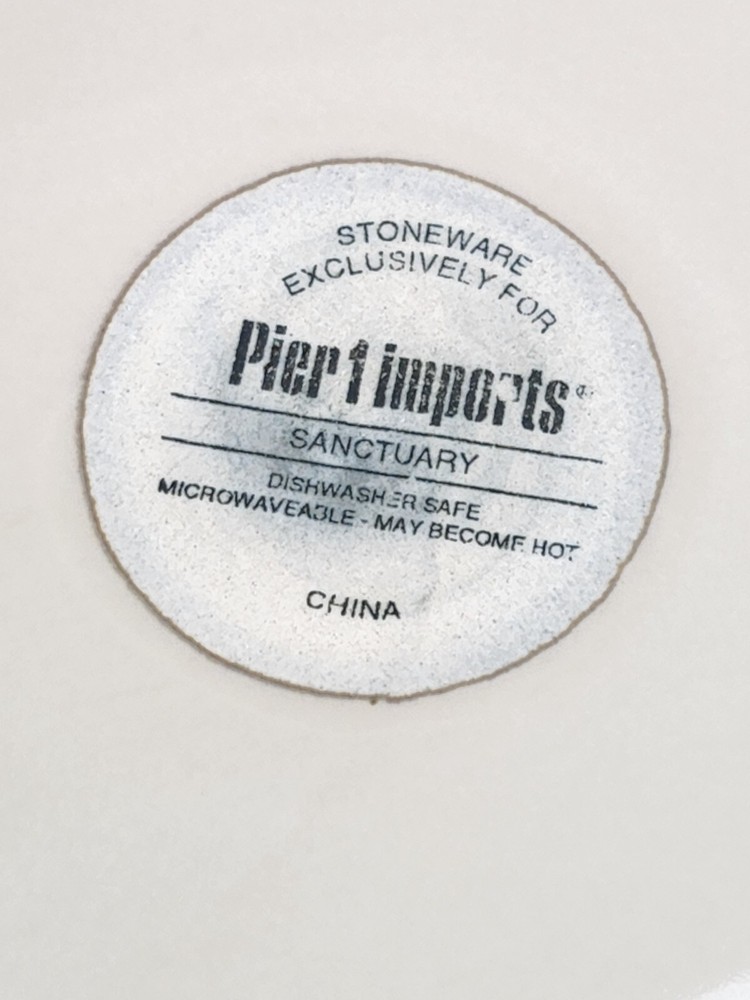 STONEWARE
EXCLUSIVELY FOR
Pier 1 imports®
SANCTUARY
DISHWASHER SAFE
MICROWAVEABLE - MAY BECOME HOT
CHINA